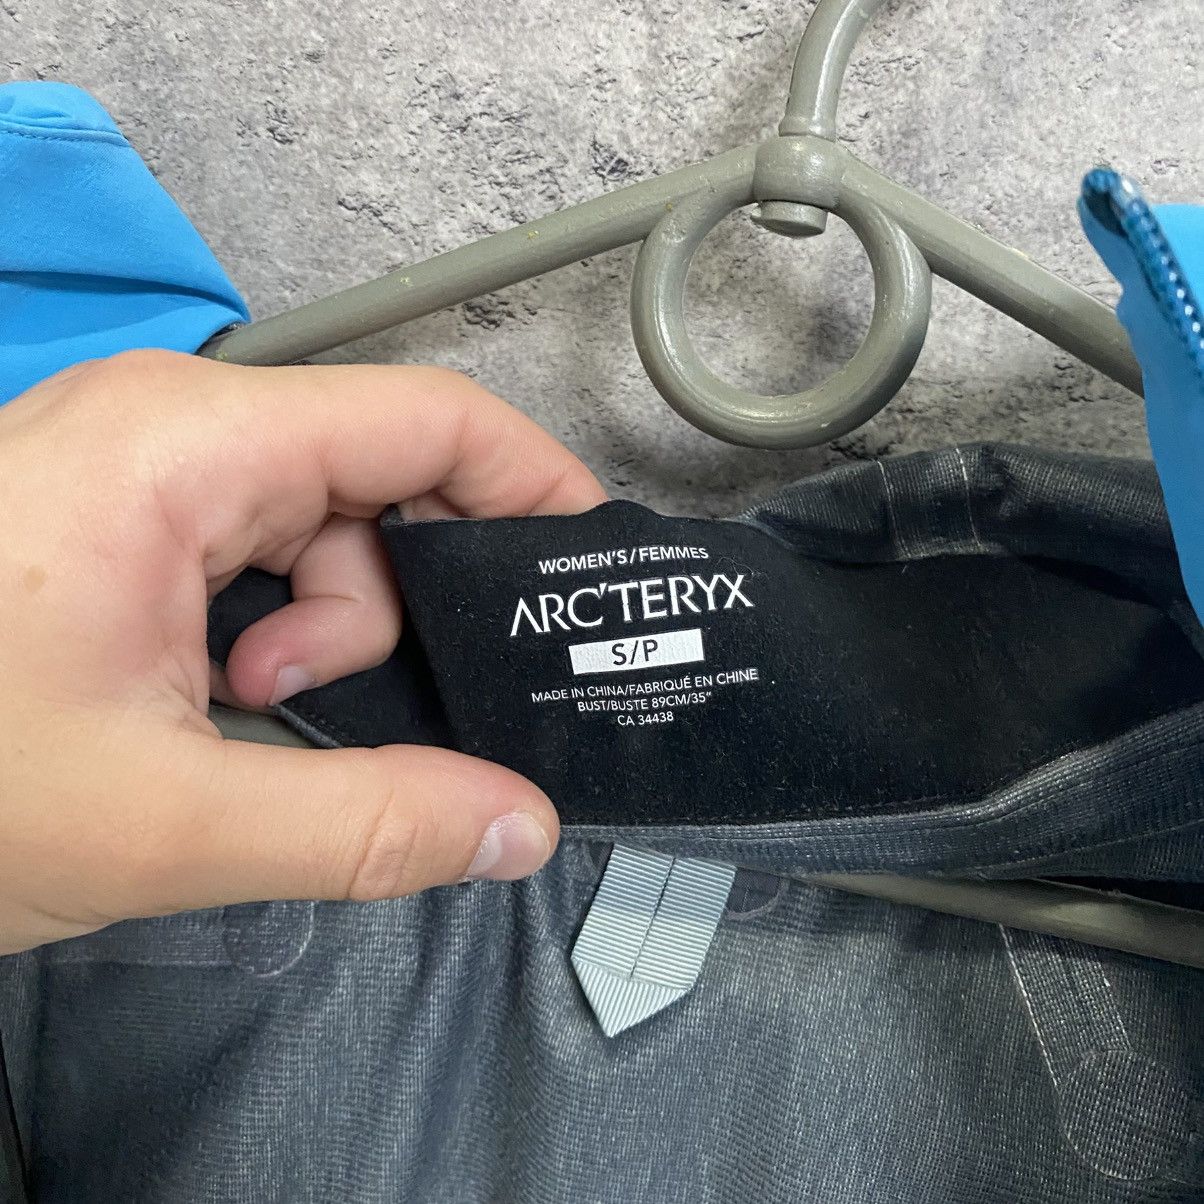 WOMEN'S/FEMMES
ARC'TERYX
S/P
MADE IN CHINA/FABRIQUÉ EN CHINE
BUST/BUSTE 89CM/35"
CA 34438